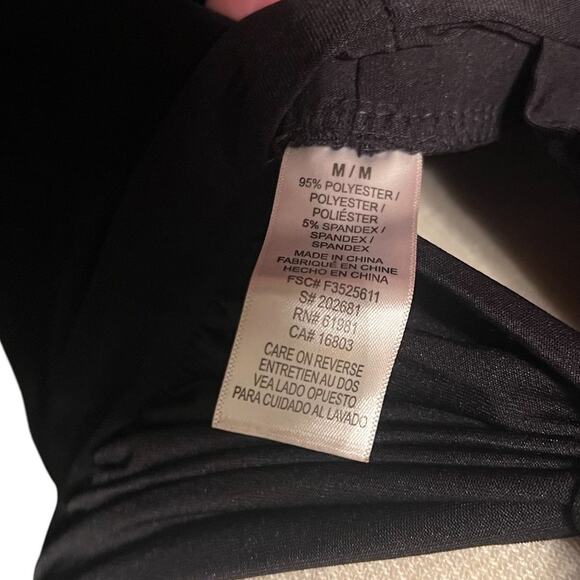 M / M
95% POLYESTER /
POLYESTER /
POLIÉSTER
5% SPANDEX /
SPANDEX /
SPANDEX
MADE IN CHINA
FABRIQUÉ EN CHINE
HECHO EN CHINA
FSC# F3525611
S# 202681
RN# 61981
CA# 16803
CARE ON REVERSE
ENTRETIEN AU DOS
VEA LADO OPUESTO
PARA CUIDADO AL LAVADO